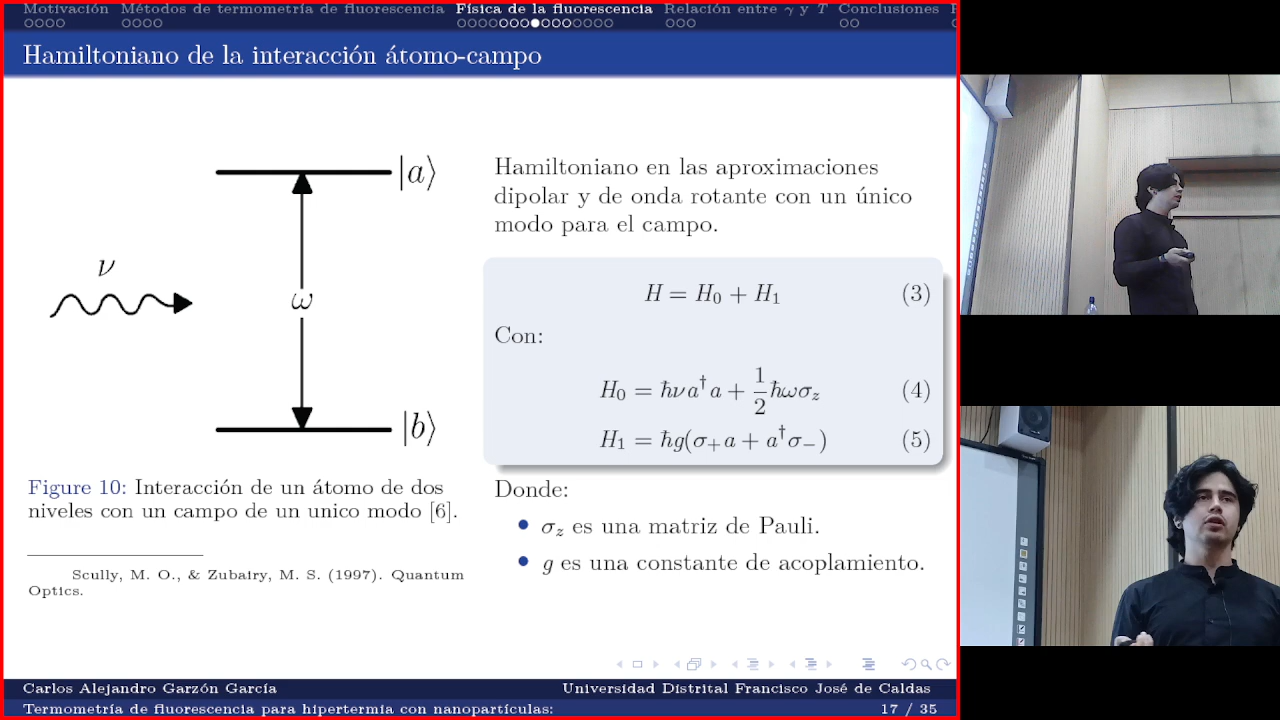 Motivación Métodos de termometría de fluorescencia Física de la fluorescencia Relación entre γ y T Conclusiones
Hamiltoniano de la interacción átomo-campo
|a⟩
ν
ω
|b⟩
Figure 10: Interacción de un átomo de dos
niveles con un campo de un unico modo [6].
Scully, M. O., & Zubairy, M. S. (1997). Quantum
Optics.
Hamiltoniano en las aproximaciones
dipolar y de onda rotante con un único
modo para el campo.
H = H₀ + H₁ (3)
Con:
H₀ = ℏνa†a + 1/2 ℏωσ_z (4)
H₁ = ℏg(σ₊a + a†σ₋) (5)
Donde:
• σ_z es una matriz de Pauli.
• g es una constante de acoplamiento.
Carlos Alejandro Garzón García Universidad Distrital Francisco José de Caldas
Termometría de fluorescencia para hipertermia con nanopartículas: 17 / 35